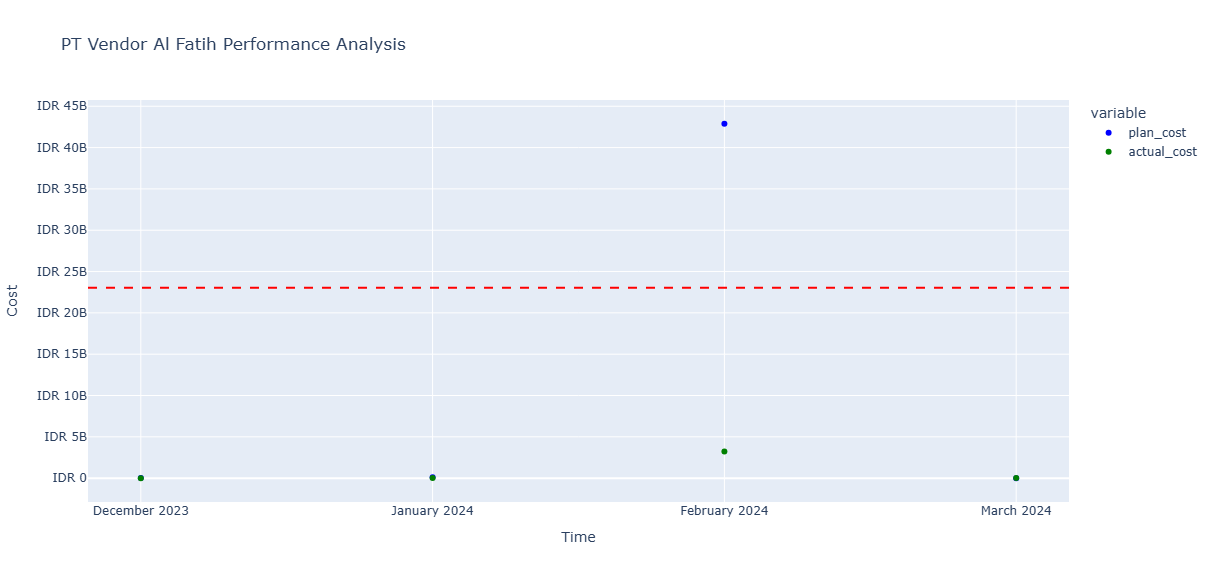 PT Vendor Al Fatih Performance Analysis
IDR 45B
IDR 40B
IDR 35B
IDR 30B
IDR 25B
IDR 20B
IDR 15B
IDR 10B
IDR 5B
IDR 0
Cost
December 2023
January 2024
February 2024
March 2024
Time
variable
plan_cost
actual_cost